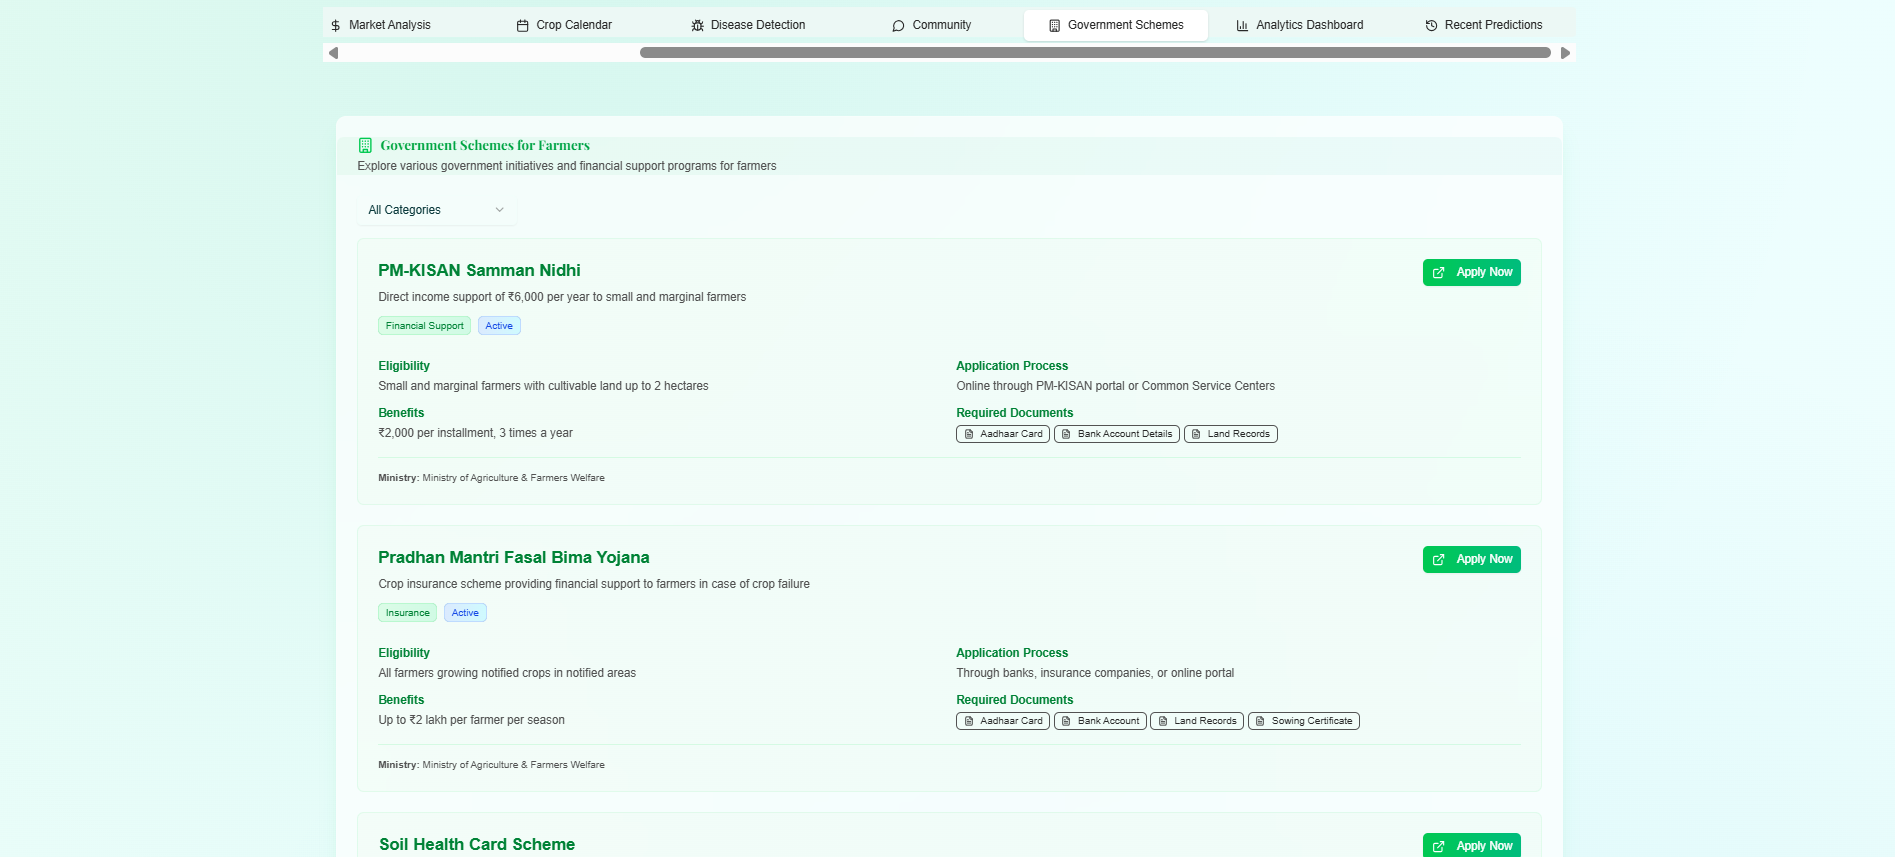 Market Analysis Crop Calendar Disease Detection Community Government Schemes Analytics Dashboard Recent Predictions
Government Schemes for Farmers
Explore various government initiatives and financial support programs for farmers
All Categories
PM-KISAN Samman Nidhi
Apply Now
Direct income support of ₹6,000 per year to small and marginal farmers
Financial Support Active
Eligibility
Small and marginal farmers with cultivable land up to 2 hectares
Benefits
₹2,000 per installment, 3 times a year
Application Process
Online through PM-KISAN portal or Common Service Centers
Required Documents
Aadhaar Card Bank Account Details Land Records
Ministry: Ministry of Agriculture & Farmers Welfare
Pradhan Mantri Fasal Bima Yojana
Apply Now
Crop insurance scheme providing financial support to farmers in case of crop failure
Insurance Active
Eligibility
All farmers growing notified crops in notified areas
Benefits
Up to ₹2 lakh per farmer per season
Application Process
Through banks, insurance companies, or online portal
Required Documents
Aadhaar Card Bank Account Land Records Sowing Certificate
Ministry: Ministry of Agriculture & Farmers Welfare
Soil Health Card Scheme
Apply Now